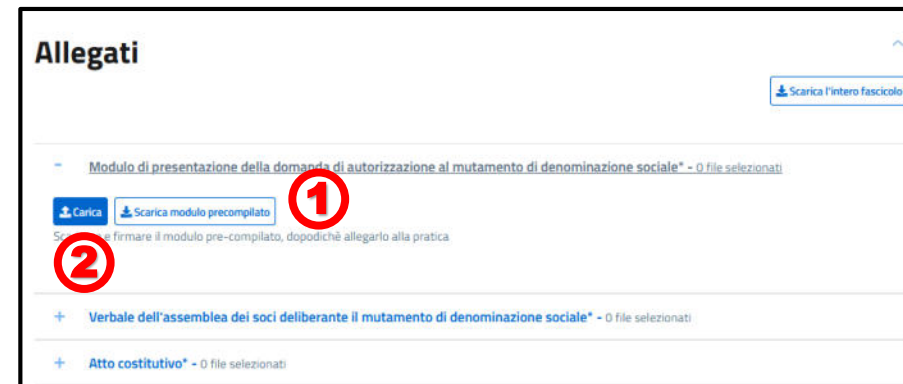 Allegati
Scarica l'intero fascicolo
- Modulo di presentazione della domanda di autorizzazione al mutamento di denominazione sociale* - 0 file selezionati
1
Carica Scarica modulo precompilato
e firmare il modulo pre-compilato, dopodichè allegarlo alla pratica
2
+ Verbale dell'assemblea dei soci deliberante il mutamento di denominazione sociale* - 0 file selezionati
+ Atto costitutivo* - 0 file selezionati